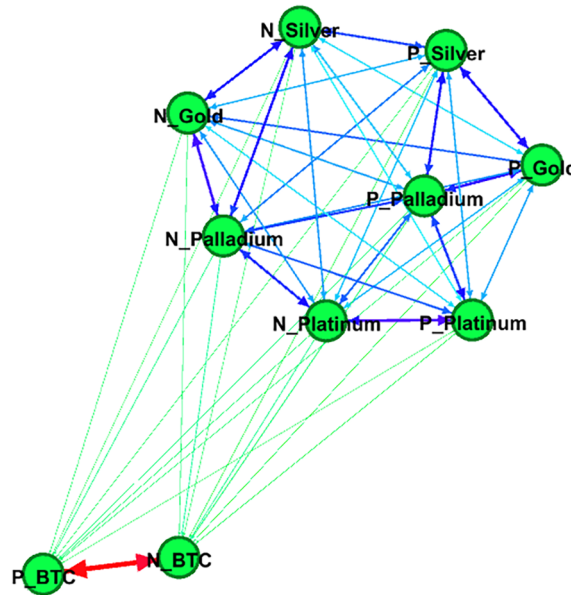 N_Silver
P_Silver
N_Gold
P_Gold
P_Palladium
N_Palladium
N_Platinum
P_Platinum
N_BTC
P_BTC